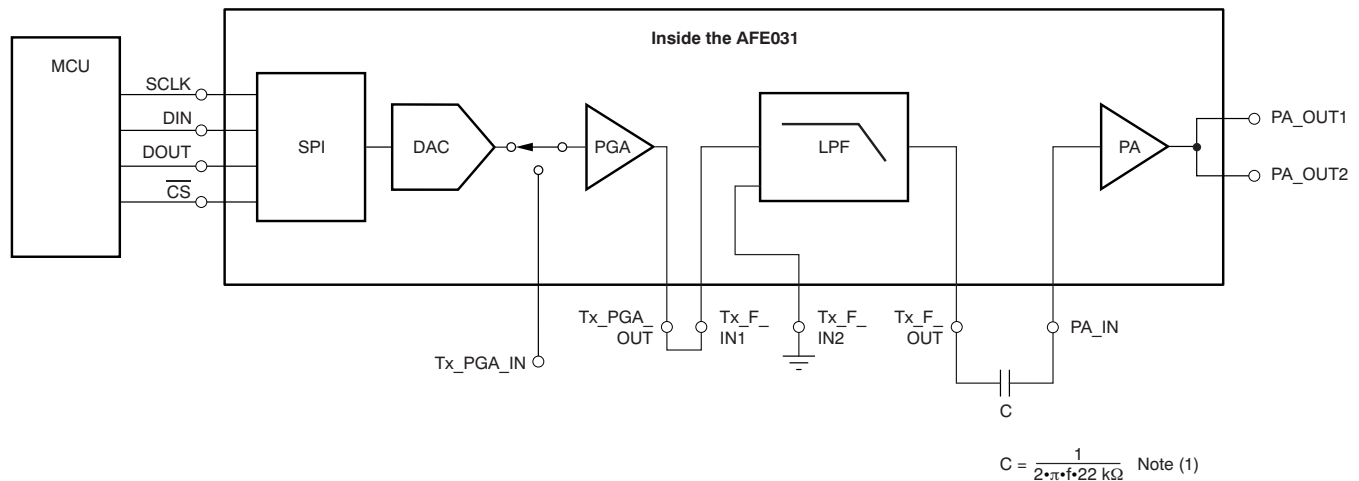 Inside the AFE031
MCU
SCLK
DIN
DOUT
CS
SPI
DAC
PGA
LPF
PA
PA_OUT1
PA_OUT2
Tx_PGA_
OUT
Tx_F_
IN1
Tx_F_
IN2
Tx_F_
OUT
PA_IN
Tx_PGA_IN
C
C = 1 / 2•π•f•22 kΩ Note (1)